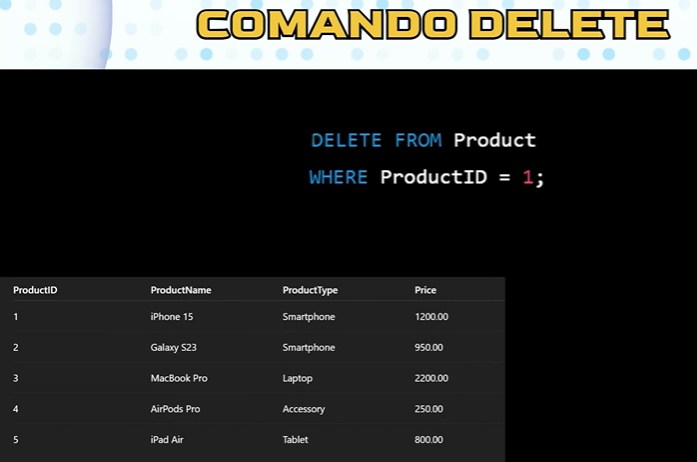 COMANDO DELETE
DELETE FROM Product
WHERE ProductID = 1;
ProductID ProductName ProductType Price
1 iPhone 15 Smartphone 1200.00
2 Galaxy S23 Smartphone 950.00
3 MacBook Pro Laptop 2200.00
4 AirPods Pro Accessory 250.00
5 iPad Air Tablet 800.00